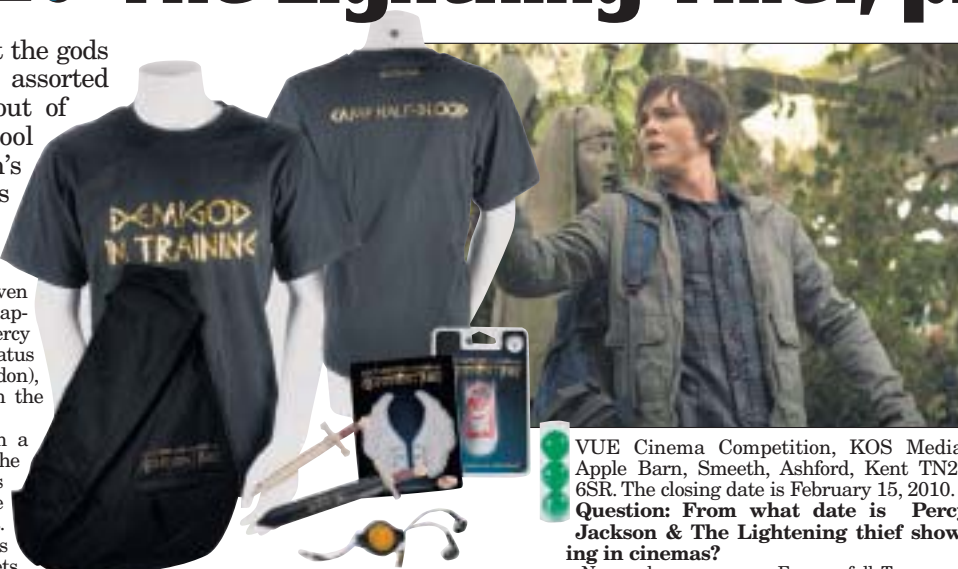 The Lightning Thief,
t the gods
assorted
out of
ool
n's
s
ven
ap-
ercy
atus
don),
n the
n a
he
s
e
s
ets
DEMIGOD
IN TRAINING
CAMP HALF-BLOOD
VUE Cinema Competition, KOS Media
Apple Barn, Smeeth, Ashford, Kent TN2
6SR. The closing date is February 15, 2010.
Question: From what date is Percy
Jackson & The Lightening thief show-
ing in cinemas?